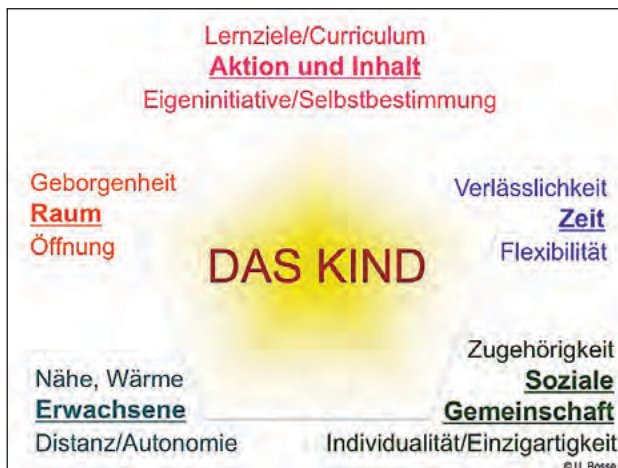 Lernziele/Curriculum
Aktion und Inhalt
Eigeninitiative/Selbstbestimmung
Geborgenheit
Raum
Öffnung
Verlässlichkeit
Zeit
Flexibilität
DAS KIND
Nähe, Wärme
Erwachsene
Distanz/Autonomie
Zugehörigkeit
Soziale
Gemeinschaft
Individualität/Einzigartigkeit
© U. Bosse